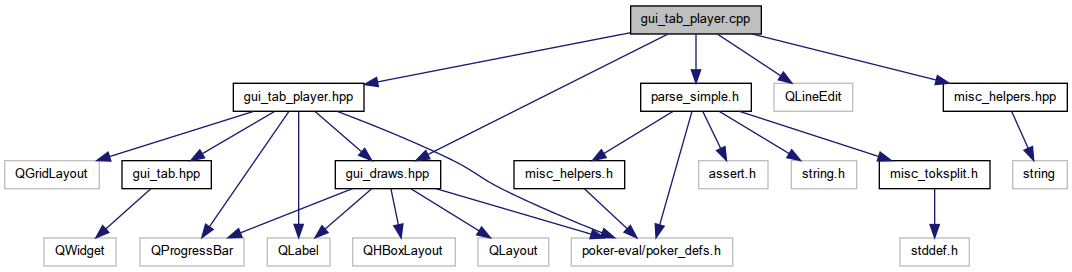 gui_tab_player.cpp
gui_tab_player.hpp
parse_simple.h
QLineEdit
misc_helpers.hpp
QGridLayout
gui_tab.hpp
gui_draws.hpp
misc_helpers.h
assert.h
string.h
misc_toksplit.h
string
QWidget
QProgressBar
QLabel
QHBoxLayout
QLayout
poker-eval/poker_defs.h
stddef.h